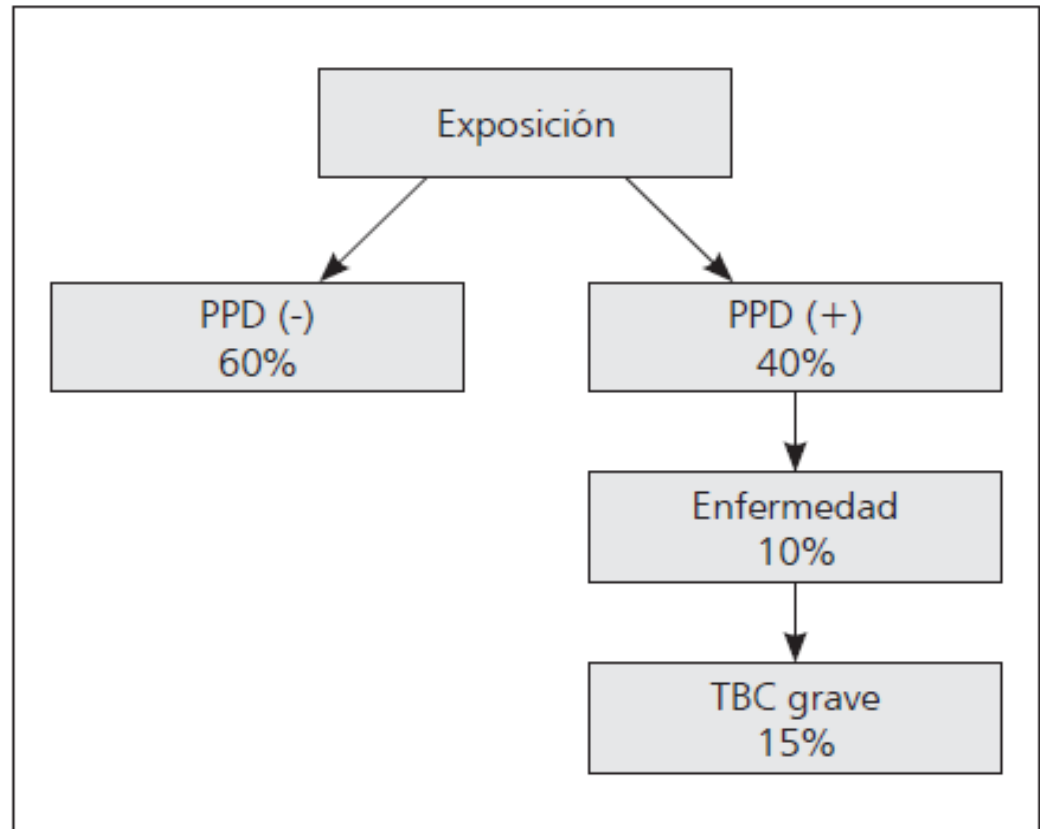 Exposición
PPD (-)
60%
PPD (+)
40%
Enfermedad
10%
TBC grave
15%